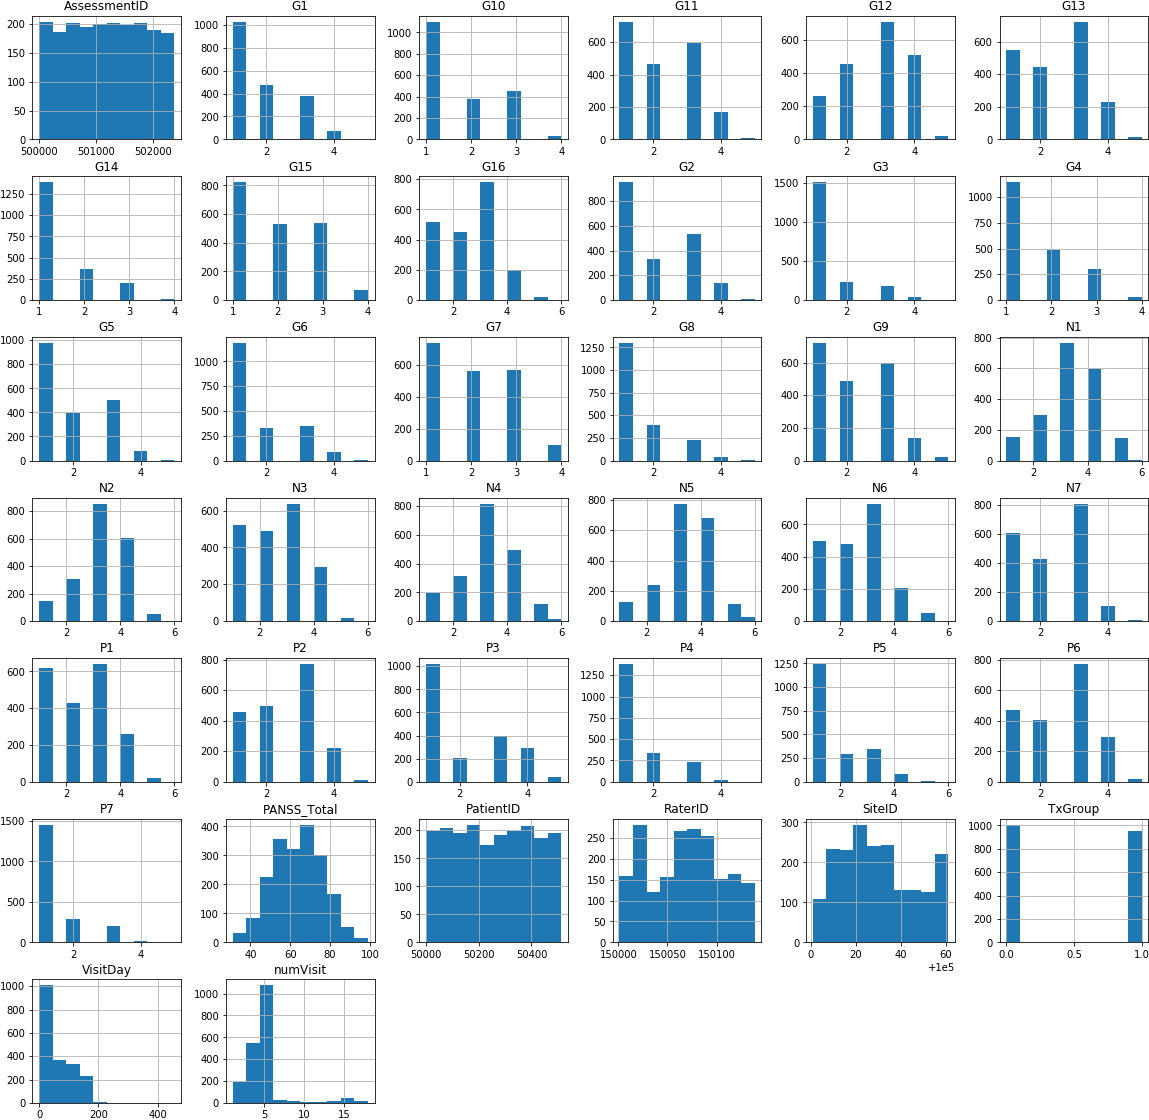 AssessmentID G1 G10 G11 G12 G13
200 150 100 50 0 500000 501000 502000
1000 800 600 400 200 0 2 4
1000 800 600 400 200 0 1 2 3 4
600 400 200 0 2 4
600 400 200 0 2 4
600 400 200 0 2 4
G14 G15 G16 G2 G3 G4
1250 1000 750 500 250 0 1 2 3 4
800 600 400 200 0 1 2 3 4
800 600 400 200 0 2 4 6
800 600 400 200 0 2 4
1500 1000 500 0 2 4
1000 750 500 250 0 1 2 3 4
G5 G6 G7 G8 G9 N1
1000 800 600 400 200 0 2 4
1000 750 500 250 0 2 4
600 400 200 0 1 2 3 4
1250 1000 750 500 250 0 2 4
600 400 200 0 2 4
800 600 400 200 0 2 4 6
N2 N3 N4 N5 N6 N7
800 600 400 200 0 2 4 6
600 400 200 0 2 4 6
800 600 400 200 0 2 4 6
800 600 400 200 0 2 4 6
600 400 200 0 2 4 6
800 600 400 200 0 2 4
P1 P2 P3 P4 P5 P6
600 400 200 0 2 4 6
800 600 400 200 0 2 4
1000 800 600 400 200 0 2 4
1250 1000 750 500 250 0 2 4
1250 1000 750 500 250 0 2 4 6
800 600 400 200 0 2 4
P7 PANSS_Total PatientID RaterID SiteID TxGroup
1500 1000 500 0 2 4
400 300 200 100 0 40 60 80 100
200 150 100 50 0 50000 50200 50400
250 200 150 100 50 0 150000 150050 150100
300 200 100 0 0 20 40 60
+1e5
1000 800 600 400 200 0 0.0 0.5 1.0
VisitDay numVisit
1000 800 600 400 200 0 0 200 400
1000 800 600 400 200 0 5 10 15